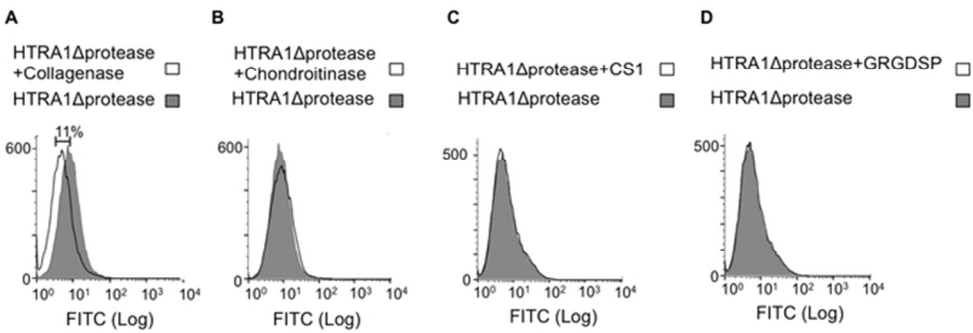 A
HTRA1Δprotease
+Collagenase
HTRA1Δprotease
11%
600
0
10⁰ 10¹ 10² 10³ 10⁴
FITC (Log)
B
HTRA1Δprotease
+Chondroitinase
HTRA1Δprotease
600
0
10⁰ 10¹ 10² 10³ 10⁴
FITC (Log)
C
HTRA1Δprotease+CS1
HTRA1Δprotease
500
0
10⁰ 10¹ 10² 10³ 10⁴
FITC (Log)
D
HTRA1Δprotease+GRGDSP
HTRA1Δprotease
500
0
10⁰ 10¹ 10² 10³ 10⁴
FITC (Log)